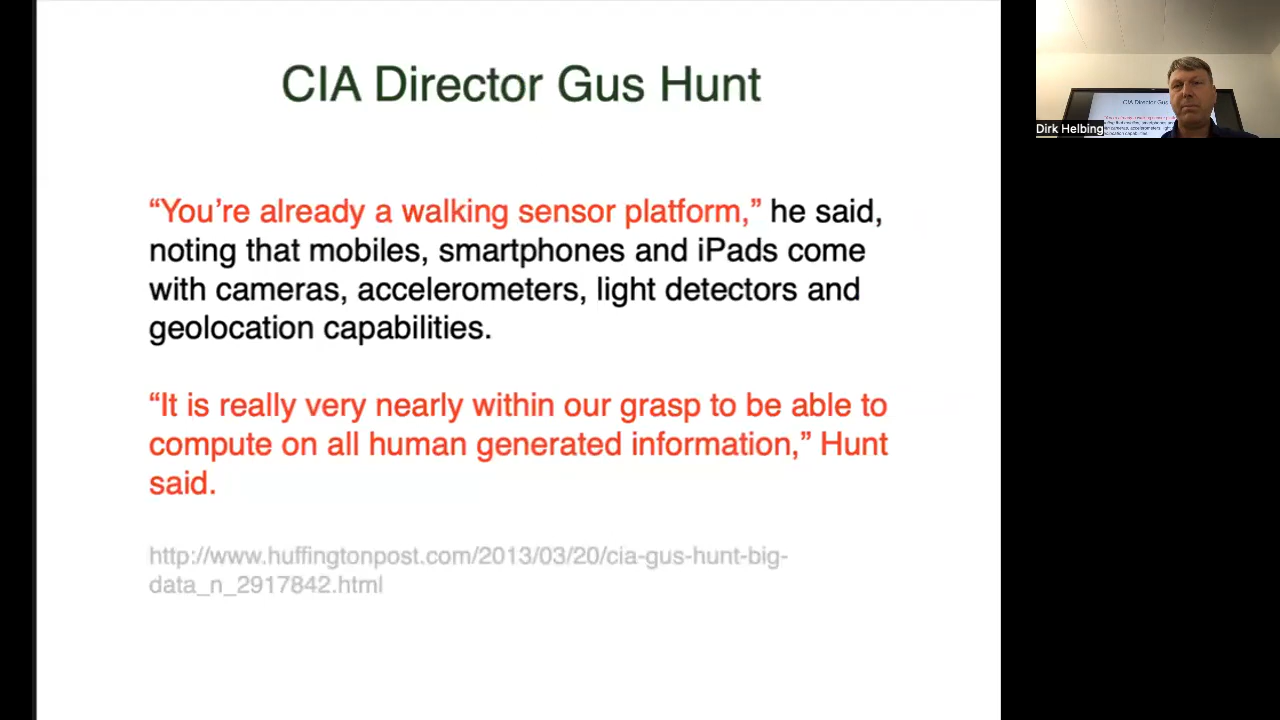 CIA Director Gus Hunt
“You’re already a walking sensor platform,” he said,
noting that mobiles, smartphones and iPads come
with cameras, accelerometers, light detectors and
geolocation capabilities.
“It is really very nearly within our grasp to be able to
compute on all human generated information,” Hunt
said.
http://www.huffingtonpost.com/2013/03/20/cia-gus-hunt-big-
data_n_2917842.html
Dirk Helbing